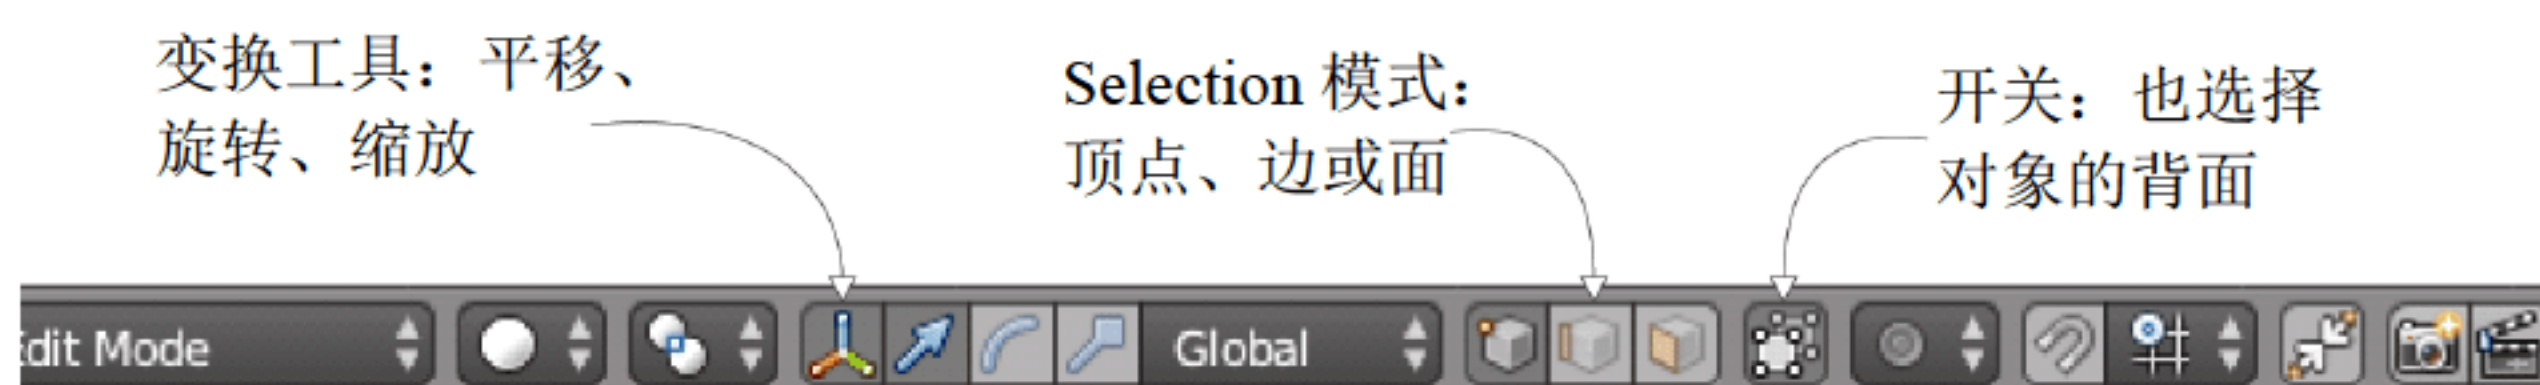 变换工具：平移、
旋转、缩放
Selection 模式：
顶点、边或面
开关：也选择
对象的背面
Edit Mode
Global